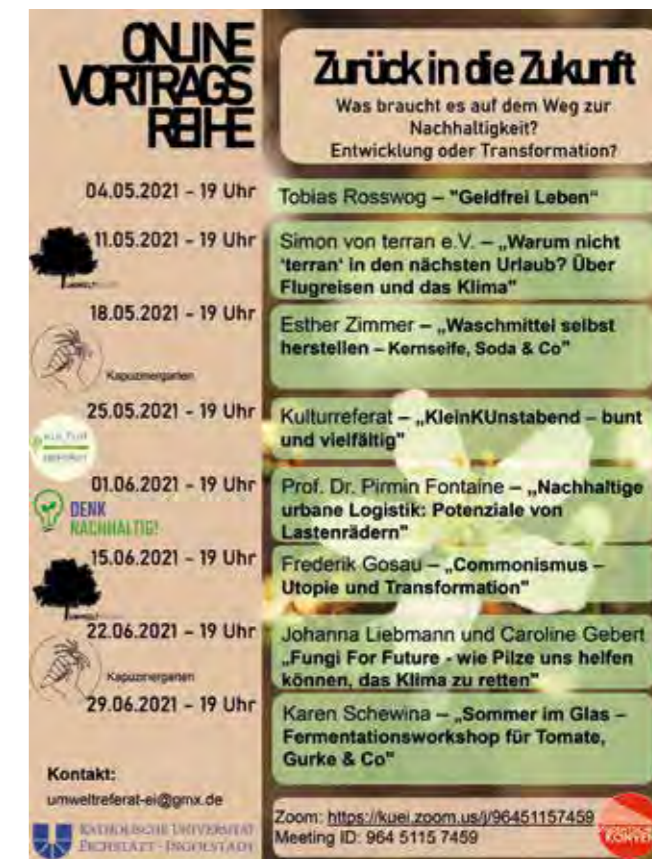 ONLINE
VORTRAGS
REIHE
Zurück in die Zukunft
Was braucht es auf dem Weg zur
Nachhaltigkeit?
Entwicklung oder Transformation?
04.05.2021 – 19 Uhr
Tobias Rosswog – "Geldfrei Leben“
11.05.2021 – 19 Uhr
Simon von terran e.V. – „Warum nicht
‘terran’ in den nächsten Urlaub? Über
Flugreisen und das Klima"
18.05.2021 – 19 Uhr
Kapuzinergarten
Esther Zimmer – „Waschmittel selbst
herstellen – Kernseife, Soda & Co"
25.05.2021 – 19 Uhr
Kulturreferat – „KleinKUnstabend – bunt
und vielfältig"
01.06.2021 – 19 Uhr
DENK
NACHHALTIG!
Prof. Dr. Pirmin Fontaine – „Nachhaltige
urbane Logistik: Potenziale von
Lastenrädern"
15.06.2021 – 19 Uhr
Frederik Gosau – „Commonismus –
Utopie und Transformation"
22.06.2021 – 19 Uhr
Kapuzinergarten
Johanna Liebmann und Caroline Gebert
„Fungi For Future - wie Pilze uns helfen
können, das Klima zu retten"
29.06.2021 – 19 Uhr
Karen Schewina – „Sommer im Glas –
Fermentationsworkshop für Tomate,
Gurke & Co"
Kontakt:
umweltreferat-ei@gmx.de
KATHOLISCHE UNIVERSITÄT
EICHSTÄTT - INGOLSTADT
Zoom: https://kuei.zoom.us/j/96451157459
Meeting ID: 964 5115 7459